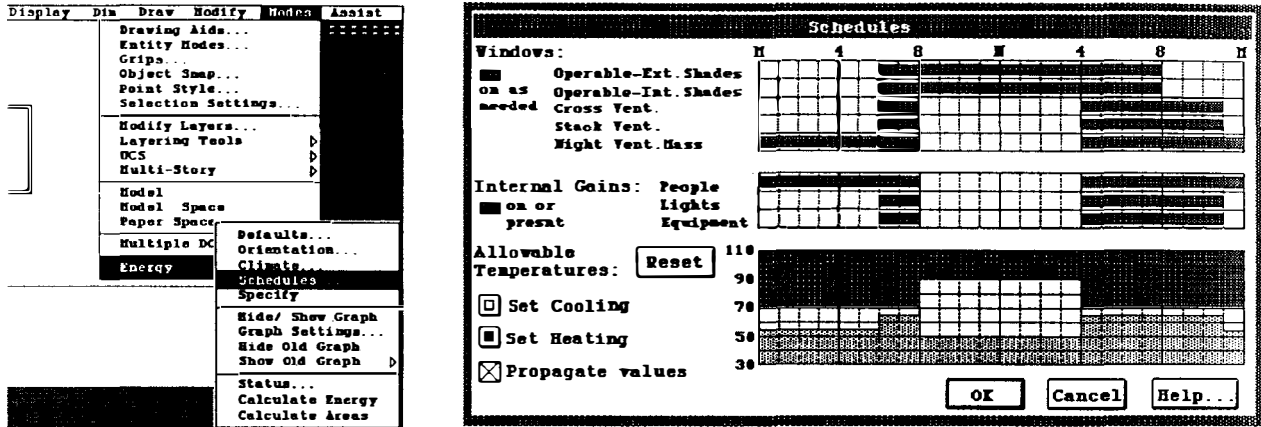 Display Dim Draw Modify Modes Assist
Drawing Aids...
Entity Modes...
Grips...
Object Snap...
Point Style...
Selection Settings...
Modify Layers...
Layering Tools
UCS
Multi-Story
Model
Model Space
Paper Space
Multiple DC
Energy
Defaults...
Orientation...
Climate...
Schedules...
Specify
Hide/ Show Graph
Graph Settings...
Hide Old Graph
Show Old Graph
Status...
Calculate Energy
Calculate Areas
Schedules
Windows: M 4 8 N 4 8 M
Operable-Ext.Shades
on as Operable-Int.Shades
needed Cross Vent.
Stack Vent.
Night Vent.Mass
Internal Gains: People
on or Lights
presnt Equipment
Allowable
Temperatures: Reset
110
90
70
50
30
Set Cooling
Set Heating
Propagate values
OK Cancel Help...